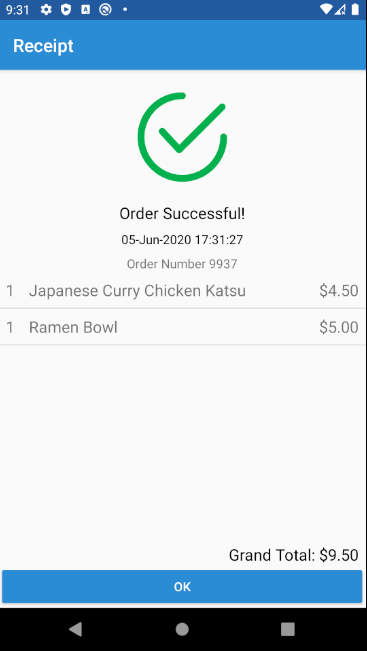 9:31
Receipt
Order Successful!
05-Jun-2020 17:31:27
Order Number 9937
1 Japanese Curry Chicken Katsu $4.50
1 Ramen Bowl $5.00
Grand Total: $9.50
OK